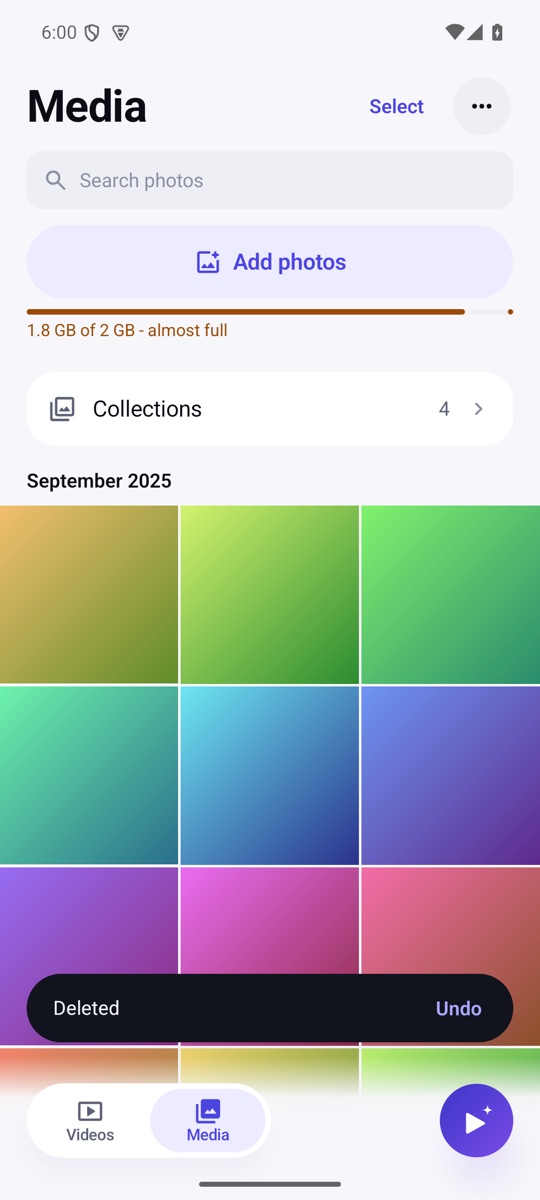 6:00
Media
Select
Search photos
Add photos
1.8 GB of 2 GB - almost full
Collections
4
September 2025
Deleted
Undo
Videos
Media